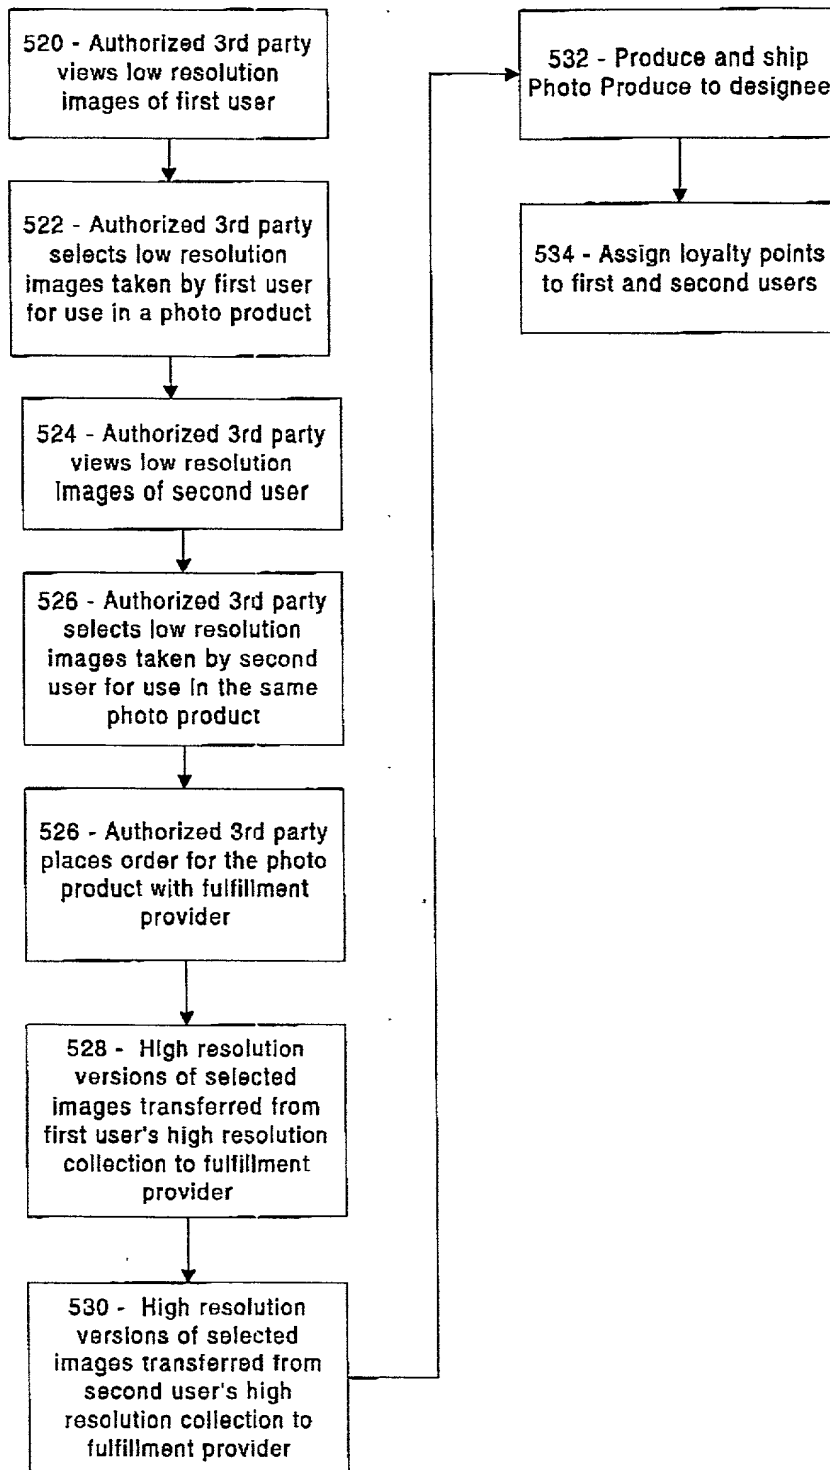 520 - Authorized 3rd party
views low resolution
images of first user
522 - Authorized 3rd party
selects low resolution
images taken by first user
for use in a photo product
524 - Authorized 3rd party
views low resolution
Images of second user
526 - Authorized 3rd party
selects low resolution
images taken by second
user for use in the same
photo product
526 - Authorized 3rd party
places order for the photo
product with fulfillment
provider
528 - High resolution
versions of selected
images transferred from
first user's high resolution
collection to fulfillment
provider
530 - High resolution
versions of selected
images transferred from
second user's high
resolution collection to
fulfillment provider
532 - Produce and ship
Photo Produce to designee
534 - Assign loyalty points
to first and second users